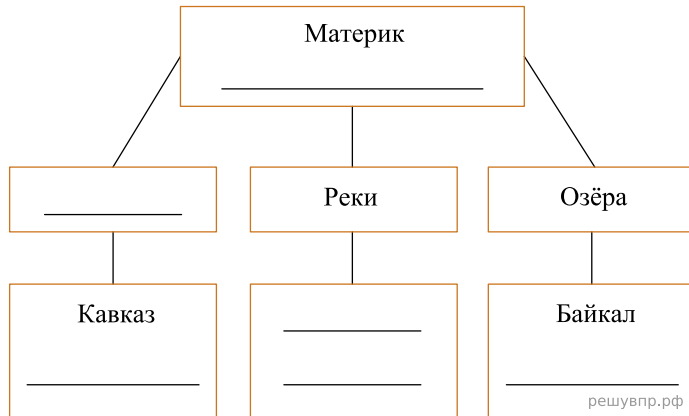 Материк
Реки
Озёра
Кавказ
Байкал
решувпр.рф